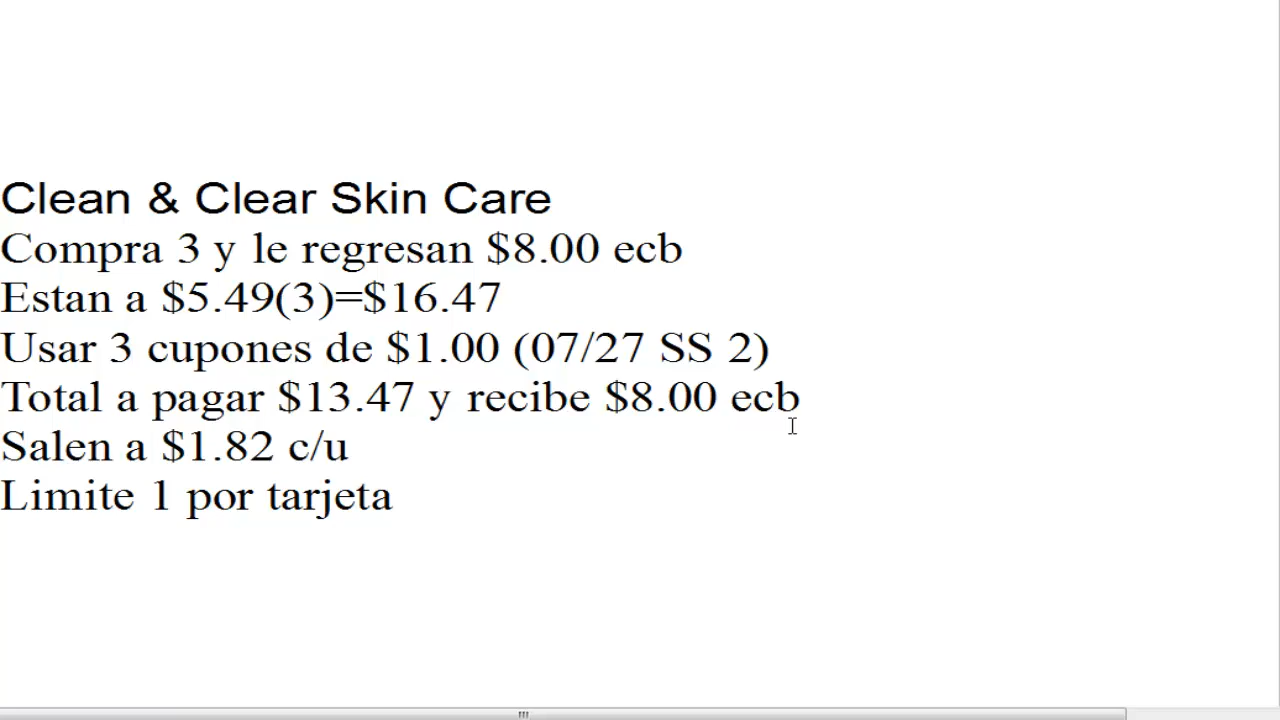 Clean & Clear Skin Care
Compra 3 y le regresan $8.00 ecb
Estan a $5.49(3)=$16.47
Usar 3 cupones de $1.00 (07/27 SS 2)
Total a pagar $13.47 y recibe $8.00 ecb
Salen a $1.82 c/u
Limite 1 por tarjeta